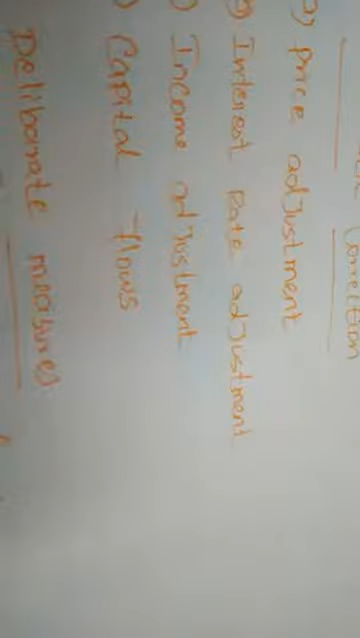 Correction
a) Price adjustment
b) Interest Rate adjustment
) Income adjustment
) Capital flows
Deliberate measures